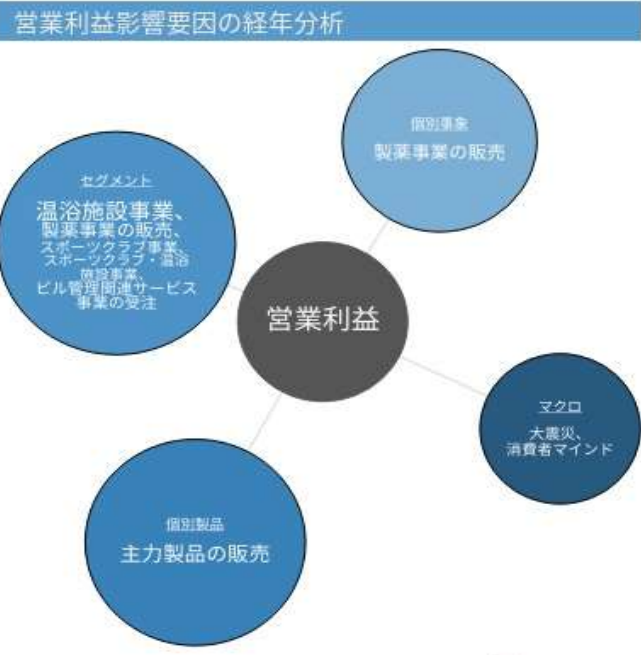 営業利益影響要因の経年分析
個別事象
製薬事業の販売
セグメント
温浴施設事業、
製薬事業の販売、
スポーツクラブ事業、
スポーツクラブ・温浴
施設事業、
ビル管理関連サービス
事業の受注
営業利益
マクロ
大震災、
消費者マインド
個別製品
主力製品の販売